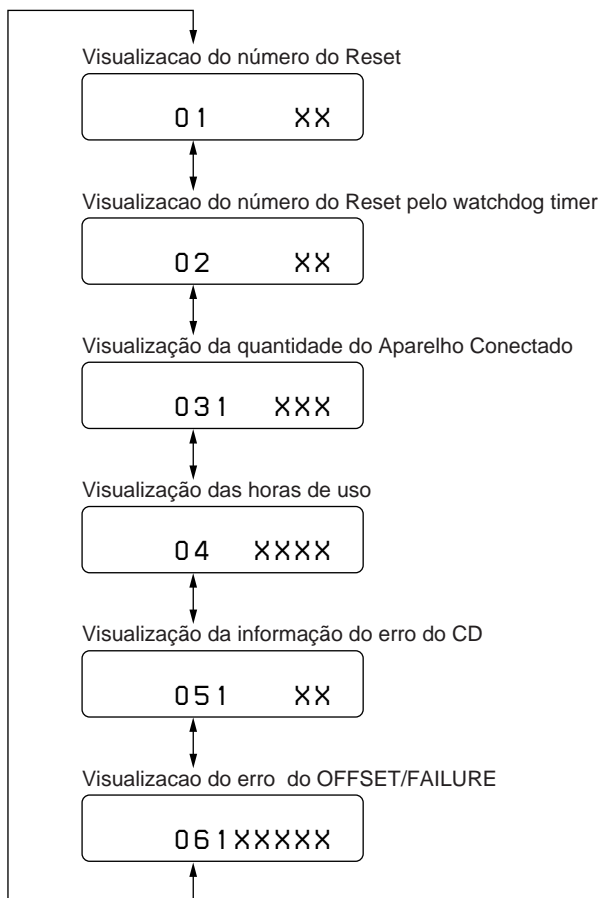 Visualizacao do número do Reset
01 XX
Visualizacao do número do Reset pelo watchdog timer
02 XX
Visualização da quantidade do Aparelho Conectado
031 XXX
Visualização das horas de uso
04 XXXX
Visualização da informação do erro do CD
051 XX
Visualizacao do erro do OFFSET/FAILURE
061XXXXX